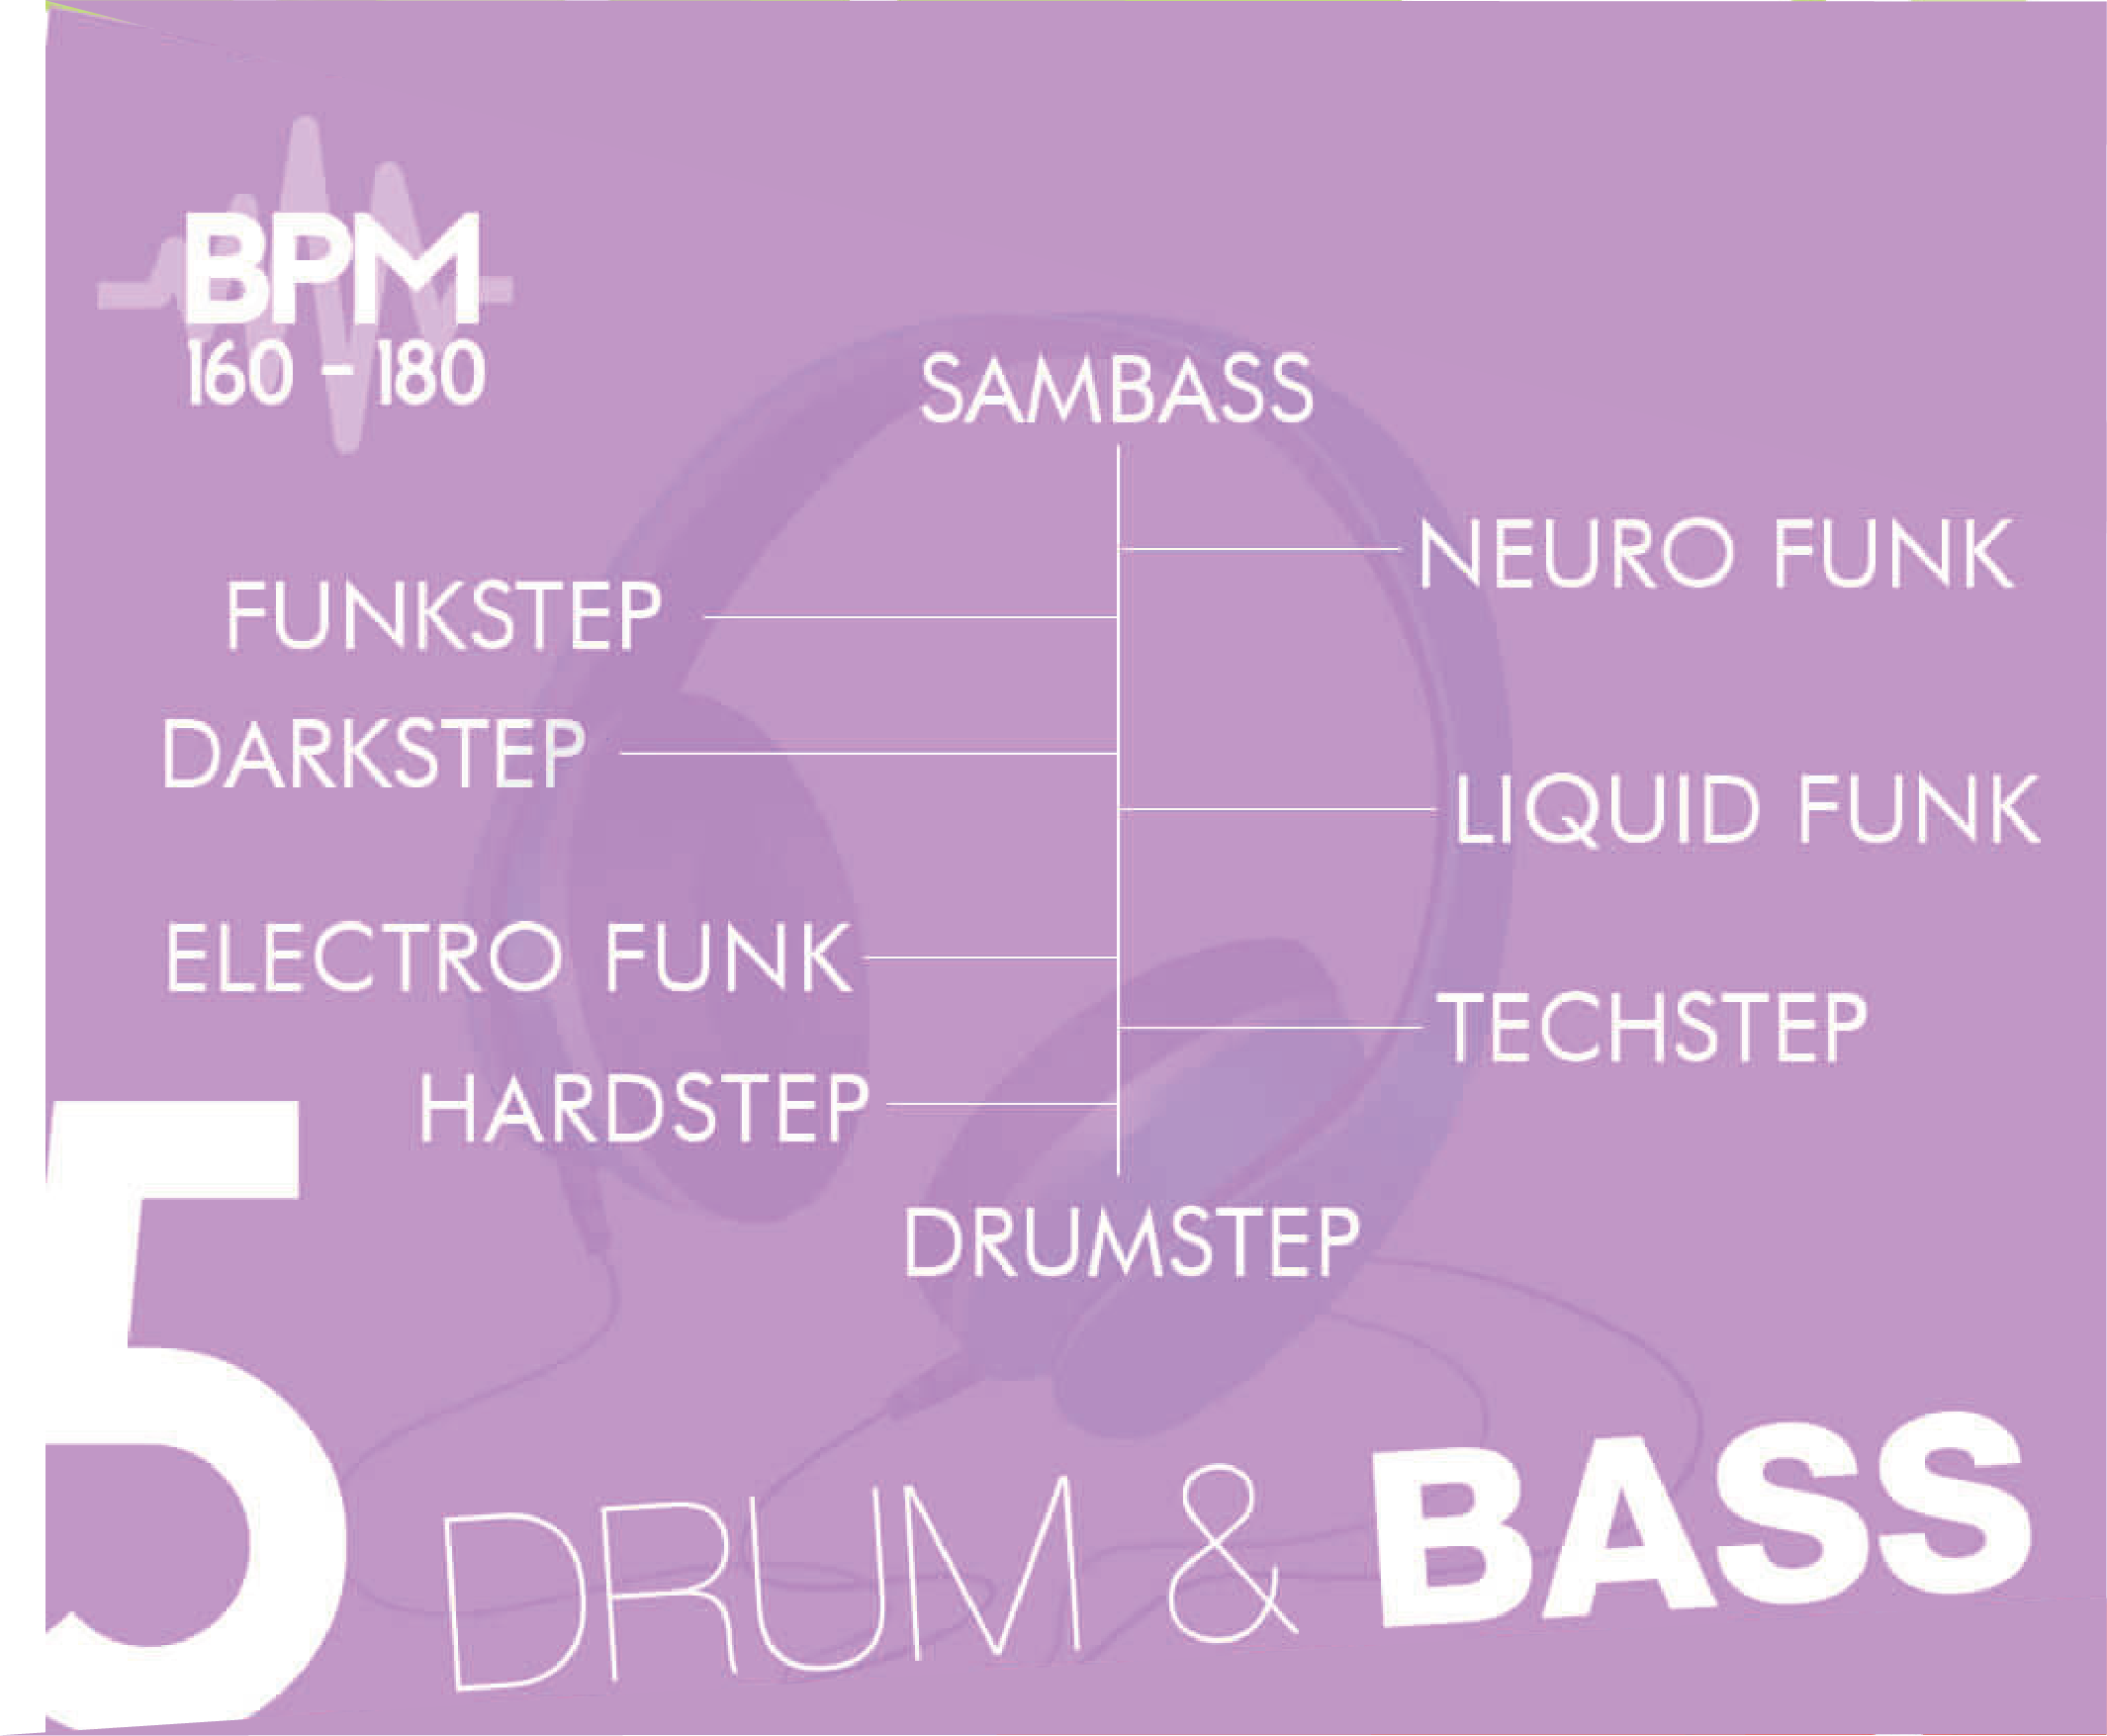 BPM
160 - 180
SAMBASS
NEURO FUNK
FUNKSTEP
DARKSTEP
LIQUID FUNK
ELECTRO FUNK
TECHSTEP
HARDSTEP
DRUMSTEP
5 DRUM & BASS